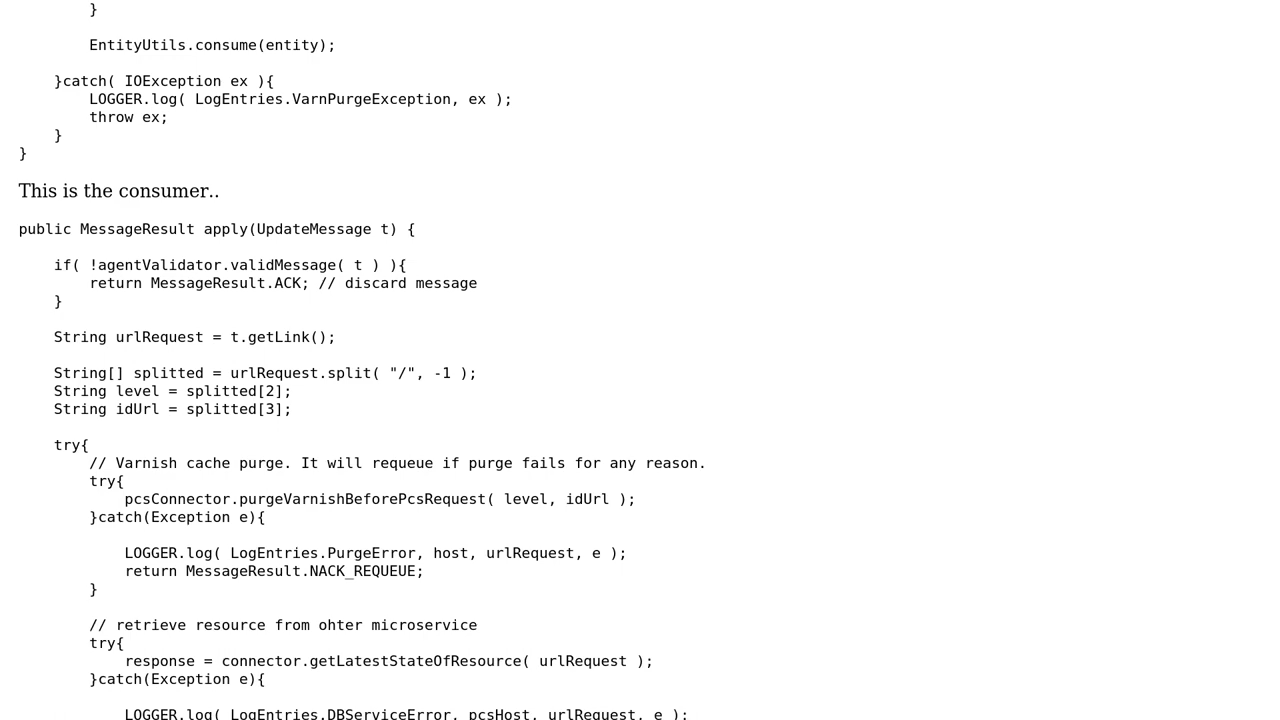 }

        EntityUtils.consume(entity);

    }catch( IOException ex ){
        LOGGER.log( LogEntries.VarnPurgeException, ex );
        throw ex;
    }
}
This is the consumer..
public MessageResult apply(UpdateMessage t) {

    if( !agentValidator.validMessage( t ) ){
        return MessageResult.ACK; // discard message
    }

    String urlRequest = t.getLink();

    String[] splitted = urlRequest.split( "/", -1 );
    String level = splitted[2];
    String idUrl = splitted[3];

    try{
        // Varnish cache purge. It will requeue if purge fails for any reason.
        try{
            pcsConnector.purgeVarnishBeforePcsRequest( level, idUrl );
        }catch(Exception e){

            LOGGER.log( LogEntries.PurgeError, host, urlRequest, e );
            return MessageResult.NACK_REQUEUE;
        }

        // retrieve resource from ohter microservice
        try{
            response = connector.getLatestStateOfResource( urlRequest );
        }catch(Exception e){

            LOGGER.log( LogEntries.DBServiceError, pcsHost, urlRequest, e );